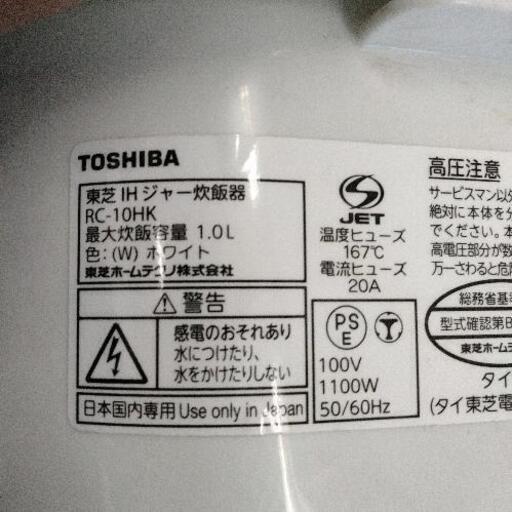 TOSHIBA
東芝IHジャー炊飯器
RC-10HK
最大炊飯容量 1.0L
色:(W) ホワイト
東芝ホームテクノ株式会社
警告
感電のおそれあり
水につけたり、
水をかけたりしない
日本国内専用 Use only in Japan
S
JET
温度ヒューズ
167℃
電流ヒューズ
20A
PS
E
T
100V
1100W
50/60Hz
高圧注意
サービスマン以
絶対に本体を分
でください。本
高電圧部分が数
万一さわると危
総務省基
型式確認第B
東芝ホーム
タイ
(タイ東芝電